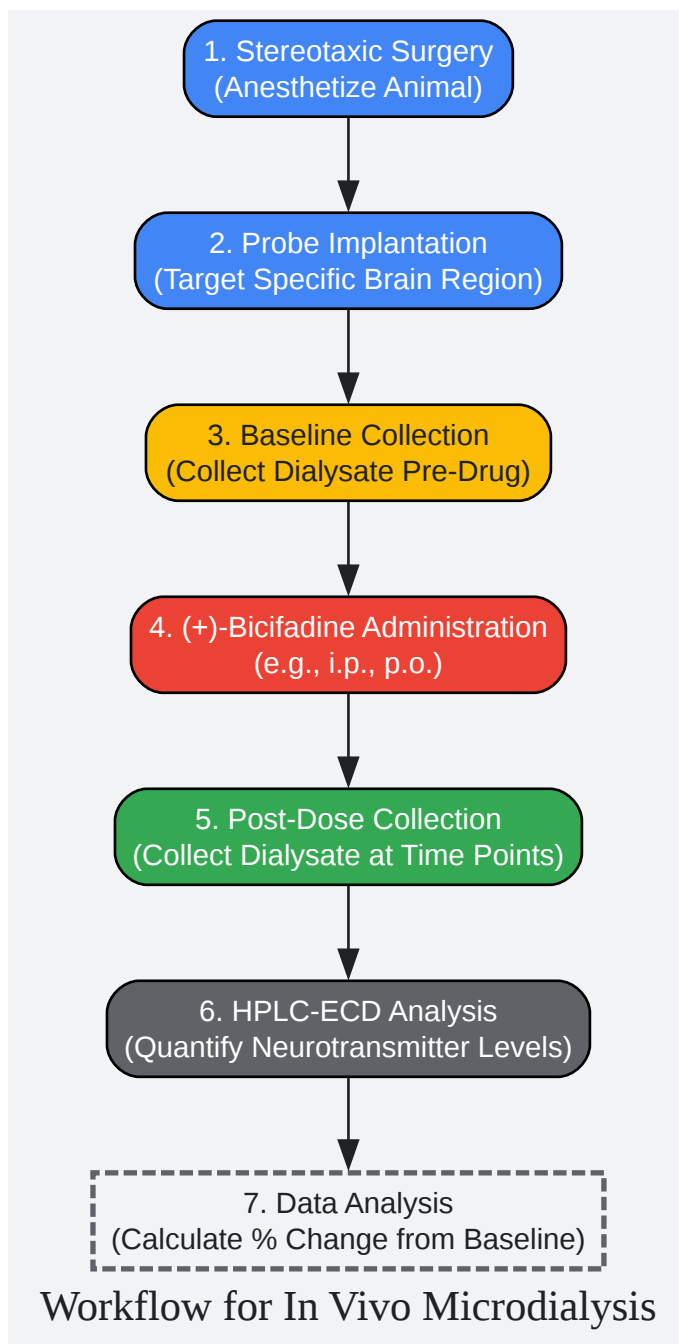 1. Stereotaxic Surgery
(Anesthetize Animal)
2. Probe Implantation
(Target Specific Brain Region)
3. Baseline Collection
(Collect Dialysate Pre-Drug)
4. (+)-Bicifadine Administration
(e.g., i.p., p.o.)
5. Post-Dose Collection
(Collect Dialysate at Time Points)
6. HPLC-ECD Analysis
(Quantify Neurotransmitter Levels)
7. Data Analysis
(Calculate % Change from Baseline)
Workflow for In Vivo Microdialysis